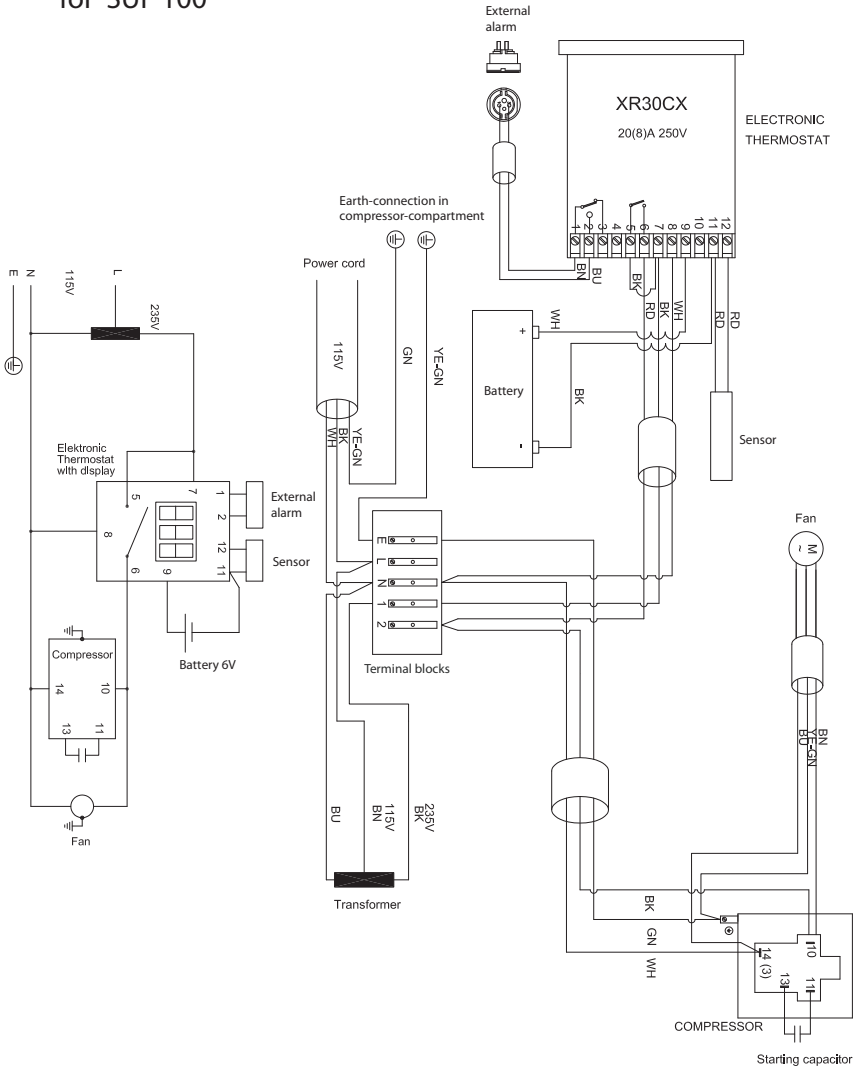 for SUF 100
External
alarm
XR30CX
20(8)A 250V
ELECTRONIC
THERMOSTAT
1 2 3 4 5 6 7 8 9 10 11 12
BN
BU
BK
RD
BK
WH
RD
RD
Earth-connection in
compressor-compartment
Power cord
115V
GN
YE-GN
WH
BK
YE-GN
WH
BK
+
Battery
-
Sensor
E
N
115V
L
235V
Elektronic
Thermostat
with display
5
7
1
2
8
12
11
6
9
External
alarm
Sensor
Battery 6V
Compressor
14
10
13
11
Fan
E
L
N
1
2
Terminal blocks
BU
115V
BN
235V
BK
Transformer
Fan
M
~
BU
YE-GN
BN
BK
GN
WH
10
14 (3)
13
11
COMPRESSOR
Starting capacitor